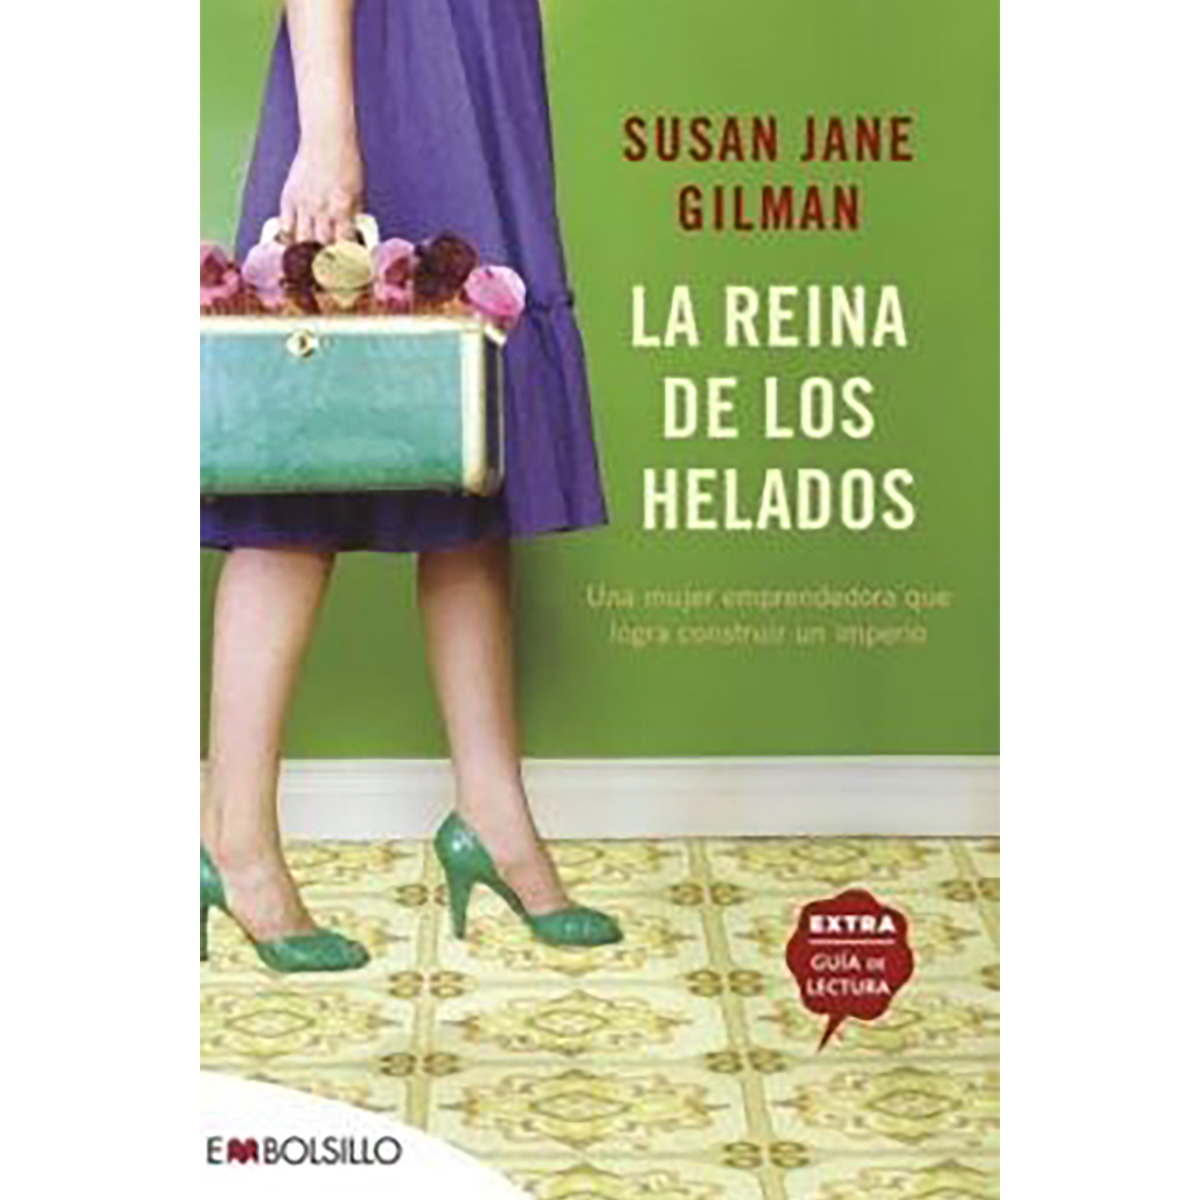 SUSAN JANE
GILMAN
LA REINA
DE LOS
HELADOS
Una mujer emprendedora que
logra construir un imperio
EXTRA
GUÍA DE
LECTURA
EMBOLSILLO